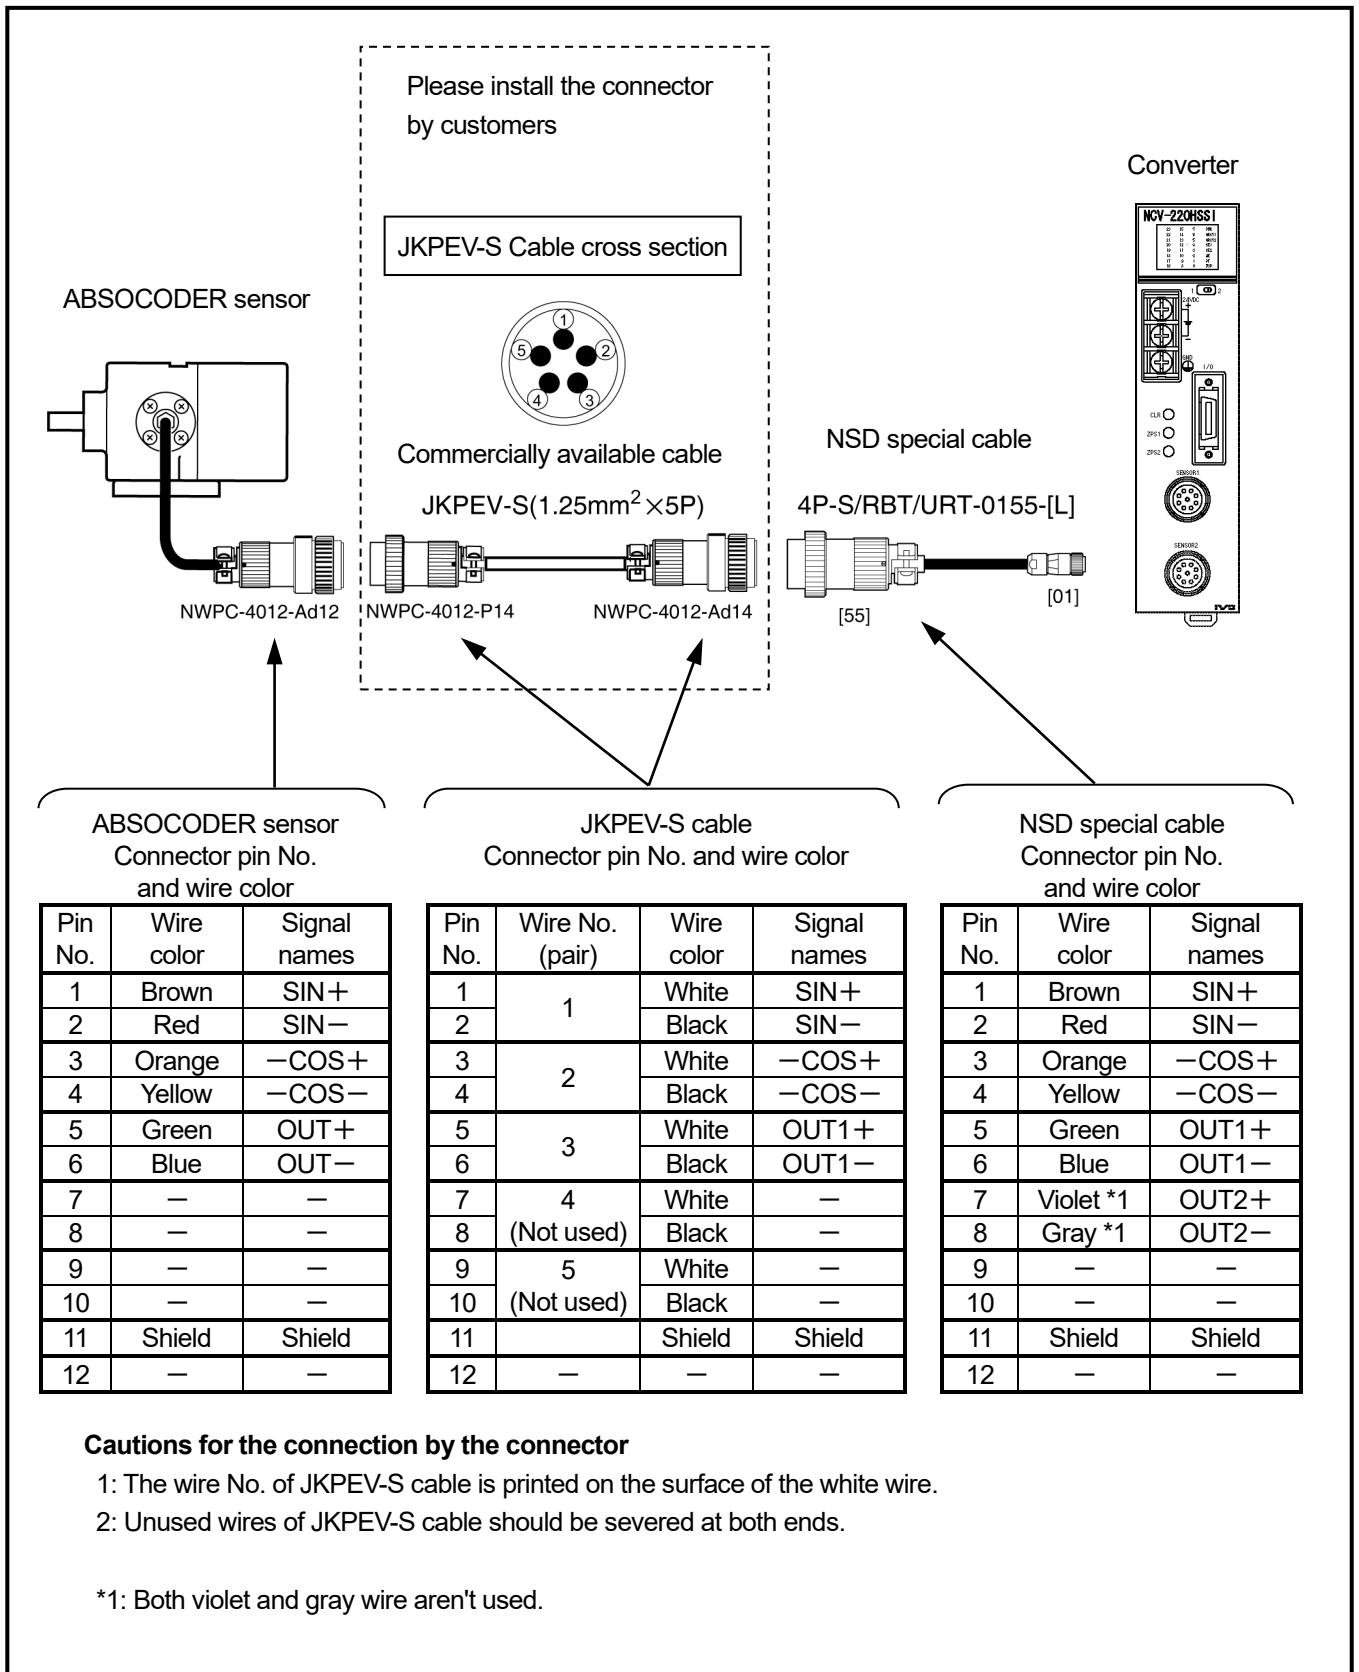 Please install the connector
by customers
Converter
JKPEV-S Cable cross section
ABSOCODER sensor
1
5
2
4
3
Commercially available cable
JKPEV-S(1.25mm²×5P)
NSD special cable
4P-S/RBT/URT-0155-[L]
NCV-220HSSI
1 2
24VDC
+
−
GND
I/O
CLR
ZPS1
ZPS2
SENSOR1
SENSOR2
NWPC-4012-Ad12
NWPC-4012-P14
NWPC-4012-Ad14
[55]
[01]
ABSOCODER sensor
Connector pin No.
and wire color
Pin No. Wire color Signal names
1 Brown SIN+
2 Red SIN−
3 Orange −COS+
4 Yellow −COS−
5 Green OUT+
6 Blue OUT−
7 − −
8 − −
9 − −
10 − −
11 Shield Shield
12 − −
JKPEV-S cable
Connector pin No. and wire color
Pin No. Wire No. (pair) Wire color Signal names
1 1 White SIN+
2 Black SIN−
3 2 White −COS+
4 Black −COS−
5 3 White OUT1+
6 Black OUT1−
7 4 White −
8 (Not used) Black −
9 5 White −
10 (Not used) Black −
11 Shield Shield
12 − − −
NSD special cable
Connector pin No.
and wire color
Pin No. Wire color Signal names
1 Brown SIN+
2 Red SIN−
3 Orange −COS+
4 Yellow −COS−
5 Green OUT1+
6 Blue OUT1−
7 Violet *1 OUT2+
8 Gray *1 OUT2−
9 − −
10 − −
11 Shield Shield
12 − −
Cautions for the connection by the connector
1: The wire No. of JKPEV-S cable is printed on the surface of the white wire.
2: Unused wires of JKPEV-S cable should be severed at both ends.
*1: Both violet and gray wire aren't used.